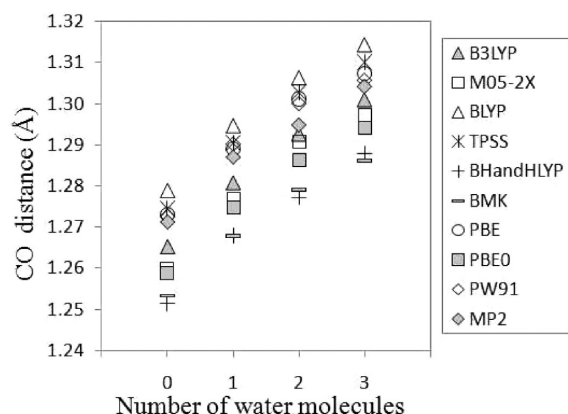 CO distance (Å)
1.32
1.31
1.30
1.29
1.28
1.27
1.26
1.25
1.24
0 1 2 3
Number of water molecules
B3LYP
M05-2X
BLYP
TPSS
BHandHLYP
BMK
PBE
PBE0
PW91
MP2